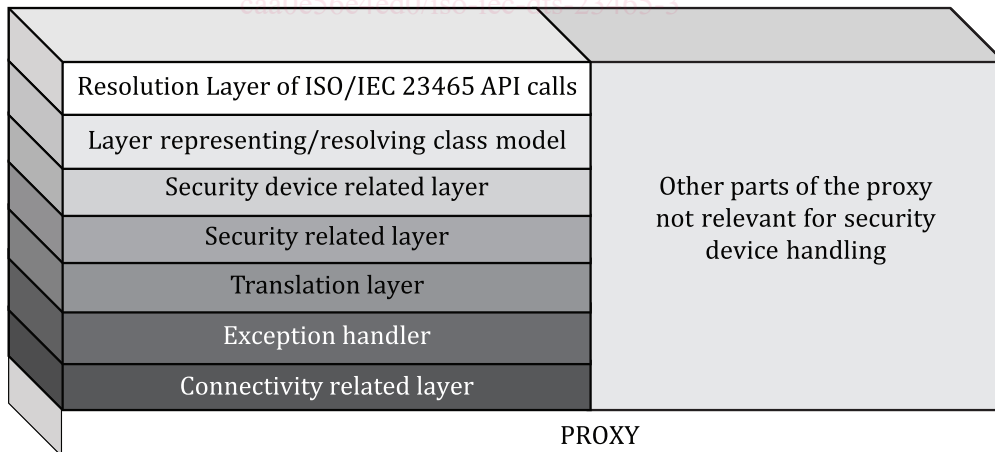 Resolution Layer of ISO/IEC 23465 API calls
Layer representing/resolving class model
Security device related layer
Security related layer
Translation layer
Exception handler
Connectivity related layer
Other parts of the proxy
not relevant for security
device handling
PROXY